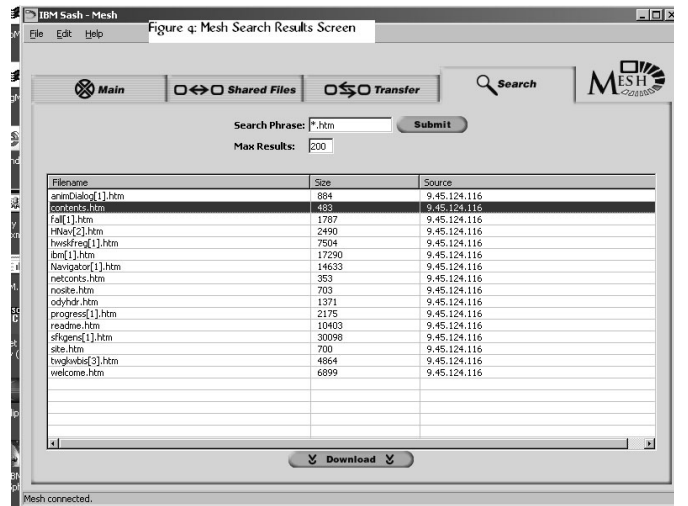 IBM Sash - Mesh
File Edit Help
Figure 4: Mesh Search Results Screen
Main Shared Files Transfer Search MESH
Search Phrase: *.htm Submit
Max Results: 200
Filename Size Source
animDialog[1].htm 884 9.45.124.116
contents.htm 483 9.45.124.116
fall[1].htm 1787 9.45.124.116
HNav[2].htm 2490 9.45.124.116
hwskfreg[1].htm 7504 9.45.124.116
ibm[1].htm 17290 9.45.124.116
Navigator[1].htm 14633 9.45.124.116
netconts.htm 353 9.45.124.116
nosite.htm 703 9.45.124.116
odyhdr.htm 1371 9.45.124.116
progress[1].htm 2175 9.45.124.116
readme.htm 10403 9.45.124.116
sfkgens[1].htm 30098 9.45.124.116
site.htm 700 9.45.124.116
twgkwbis[3].htm 4864 9.45.124.116
welcome.htm 6899 9.45.124.116
Download
Mesh connected.